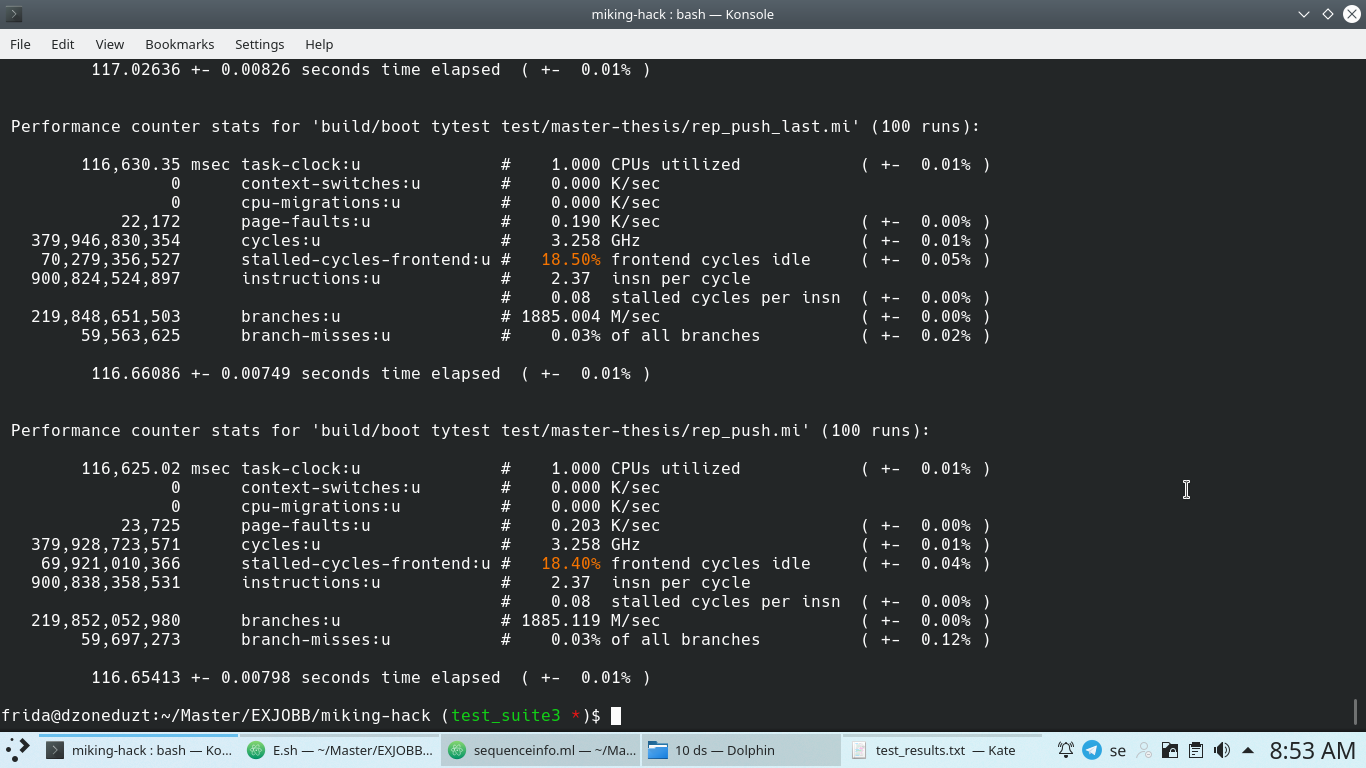 miking-hack : bash — Konsole
File Edit View Bookmarks Settings Help
117.02636 +- 0.00826 seconds time elapsed ( +- 0.01% )
Performance counter stats for 'build/boot tytest test/master-thesis/rep_push_last.mi' (100 runs):
116,630.35 msec task-clock:u # 1.000 CPUs utilized ( +- 0.01% )
0 context-switches:u # 0.000 K/sec
0 cpu-migrations:u # 0.000 K/sec
22,172 page-faults:u # 0.190 K/sec ( +- 0.00% )
379,946,830,354 cycles:u # 3.258 GHz ( +- 0.01% )
70,279,356,527 stalled-cycles-frontend:u # 18.50% frontend cycles idle ( +- 0.05% )
900,824,524,897 instructions:u # 2.37 insn per cycle
# 0.08 stalled cycles per insn ( +- 0.00% )
219,848,651,503 branches:u # 1885.004 M/sec ( +- 0.00% )
59,563,625 branch-misses:u # 0.03% of all branches ( +- 0.02% )
116.66086 +- 0.00749 seconds time elapsed ( +- 0.01% )
Performance counter stats for 'build/boot tytest test/master-thesis/rep_push.mi' (100 runs):
116,625.02 msec task-clock:u # 1.000 CPUs utilized ( +- 0.01% )
0 context-switches:u # 0.000 K/sec
0 cpu-migrations:u # 0.000 K/sec
23,725 page-faults:u # 0.203 K/sec ( +- 0.00% )
379,928,723,571 cycles:u # 3.258 GHz ( +- 0.01% )
69,921,010,366 stalled-cycles-frontend:u # 18.40% frontend cycles idle ( +- 0.04% )
900,838,358,531 instructions:u # 2.37 insn per cycle
# 0.08 stalled cycles per insn ( +- 0.00% )
219,852,052,980 branches:u # 1885.119 M/sec ( +- 0.00% )
59,697,273 branch-misses:u # 0.03% of all branches ( +- 0.12% )
116.65413 +- 0.00798 seconds time elapsed ( +- 0.01% )
frida@dzoneduzt:~/Master/EXJOBB/miking-hack (test_suite3 *)$
miking-hack : bash — Ko... E.sh — ~/Master/EXJOBB... sequenceinfo.ml — ~/Ma... 10 ds — Dolphin test_results.txt — Kate se 8:53 AM